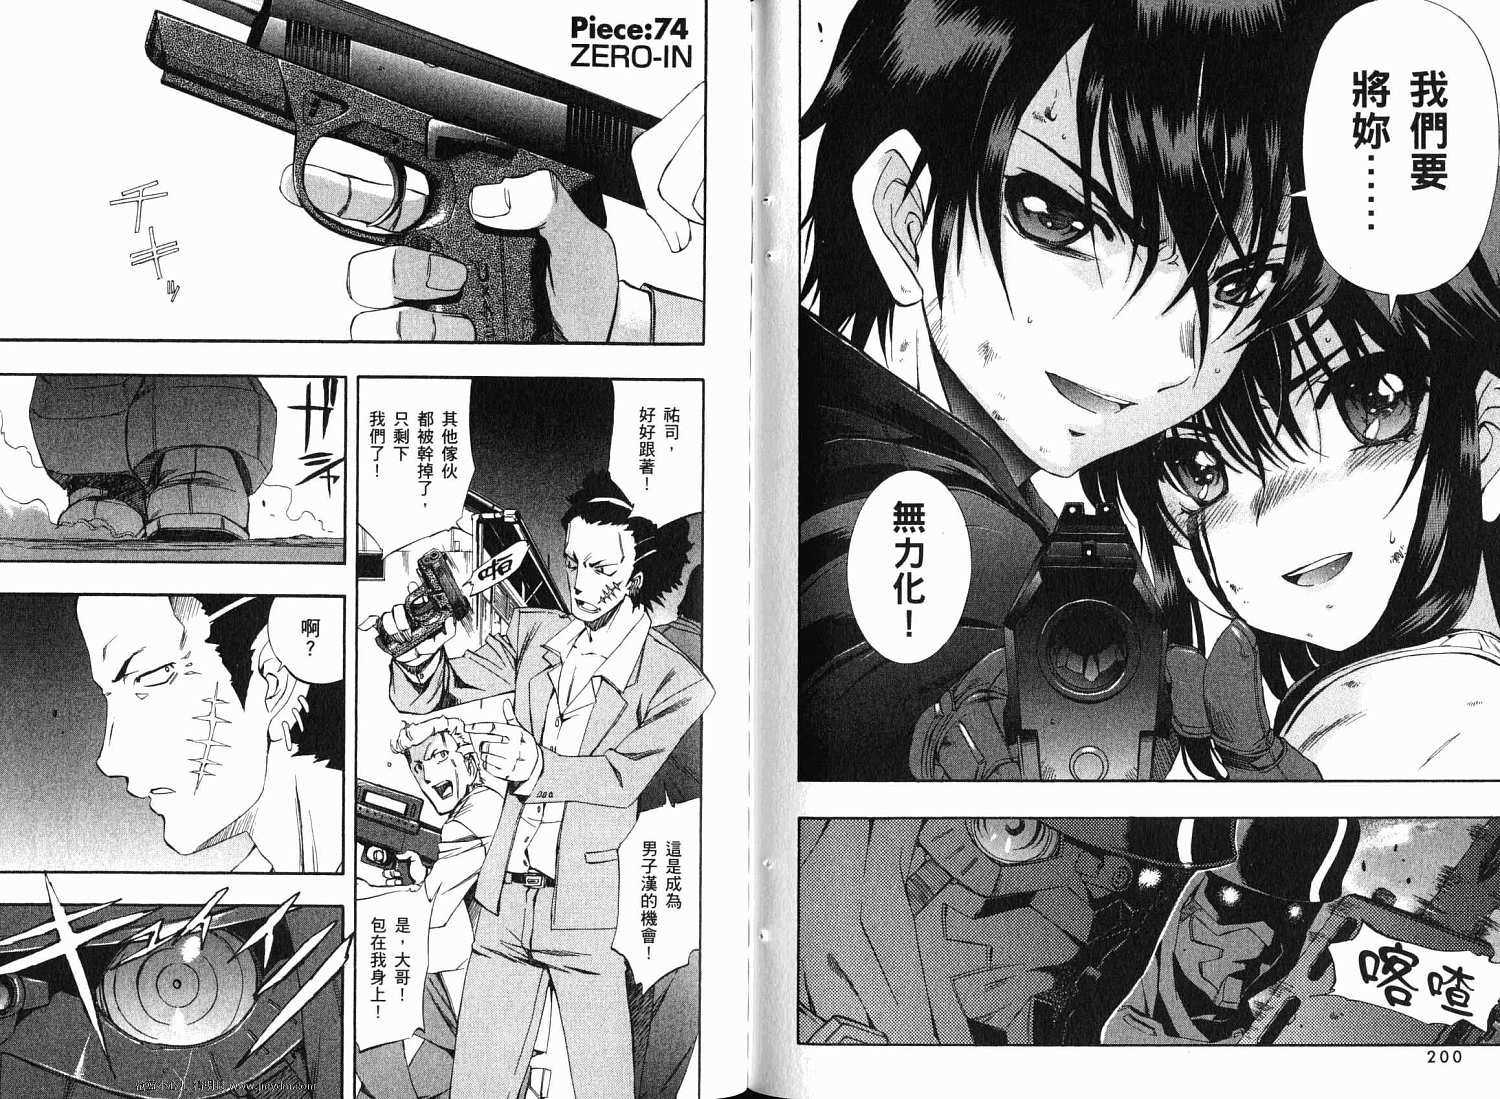 我們要
將妳……
無力化！
喀喳
200
Piece:74
ZERO-IN
チ
ャ
キ
ッ
祐司，
好好跟著！
其他傢伙
都被幹掉了，
只剩下
我們了！
啪
這是成為
男子漢的機會！
是，大哥！
包在我身上！
ガシャ
啊？